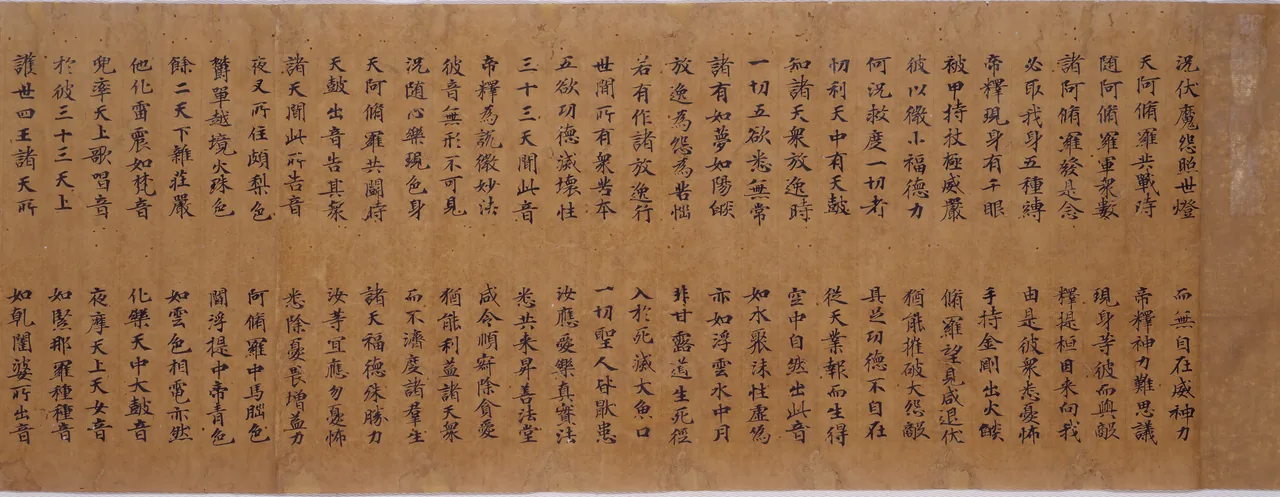 況伏魔怨照世燈　而無自在威神力
天阿脩羅共戰時　帝釋神力難思議
随阿脩羅軍衆數　現身等彼而與敵
諸阿脩羅發是念　釋提桓因來向我
必取我身五種縛　由是彼衆悉憂怖
帝釋現身有千眼　手持金剛出火燄
被甲持杖極威嚴　脩羅望見咸退伏
彼以微小福德力　猶能摧破大怨敵
何況救度一切者　具足功德不自在
忉利天中有天鼓　從天業報而生得
知諸天衆放逸時　空中自然出此音
一切五欲悉無常　如水聚沫性虛偽
諸有如夢如陽燄　亦如浮雲水中月
放逸為怨為苦惱　非甘露道生死徑
若有作諸放逸行　入於死滅大魚口
世間所有衆苦本　一切聖人皆厭患
五欲功德滅壞性　汝應愛樂真實法
三十三天聞此音　悉共来昇善法堂
帝釋為說微妙法　咸令順寂除貪愛
彼音無形不可見　猶能利益諸天衆
況随心樂現色身　而不濟度諸羣生
天阿脩羅共鬪時　諸天福德殊勝力
天鼓出音告其衆　汝等宜應勿憂怖
諸天聞此所告音　悉除憂畏增益力
夜叉所住頗梨色　阿脩羅中馬腦色
欝單越境火珠色　閻浮提中帝青色
餘二天下雜莊嚴　如雲色相電亦然
他化雷震如梵音　化樂天中大鼓音
兜率天上歌唱音　夜摩天上天女音
於彼三十三天上　如緊那羅種種音
護世四王諸天所　如乾闥婆所出音